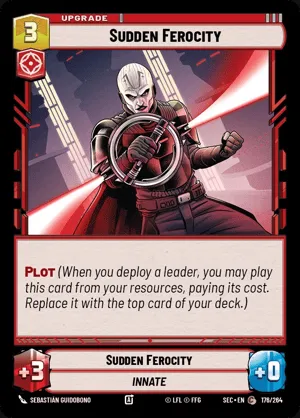 3
UPGRADE
SUDDEN FEROCITY
PLOT (When you deploy a leader, you may play
this card from your resources, paying its cost.
Replace it with the top card of your deck.)
SUDDEN FEROCITY
+3
INNATE
+0
SEBASTIAN GUIDOBONO
© LFL © FFG
SEC • EN
C
176/264